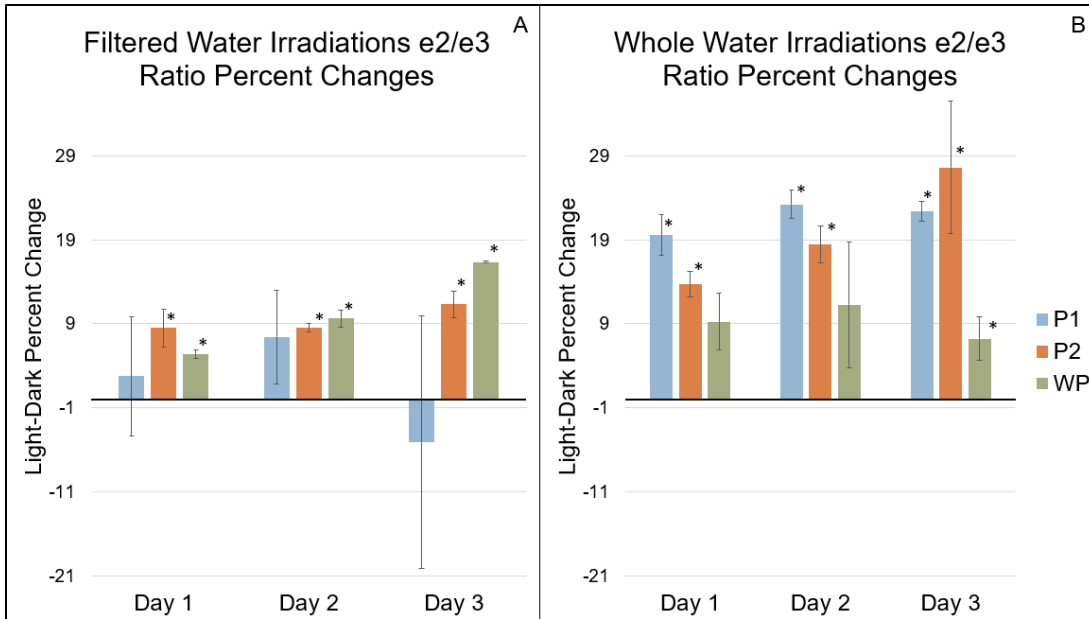 A
Filtered Water Irradiations e2/e3
Ratio Percent Changes
Light-Dark Percent Change
29
19
9
-1
-11
-21
*
*
*
*
*
*
Day 1
Day 2
Day 3
B
Whole Water Irradiations e2/e3
Ratio Percent Changes
Light-Dark Percent Change
29
19
9
-1
-11
-21
*
*
*
*
*
*
*
Day 1
Day 2
Day 3
P1
P2
WP